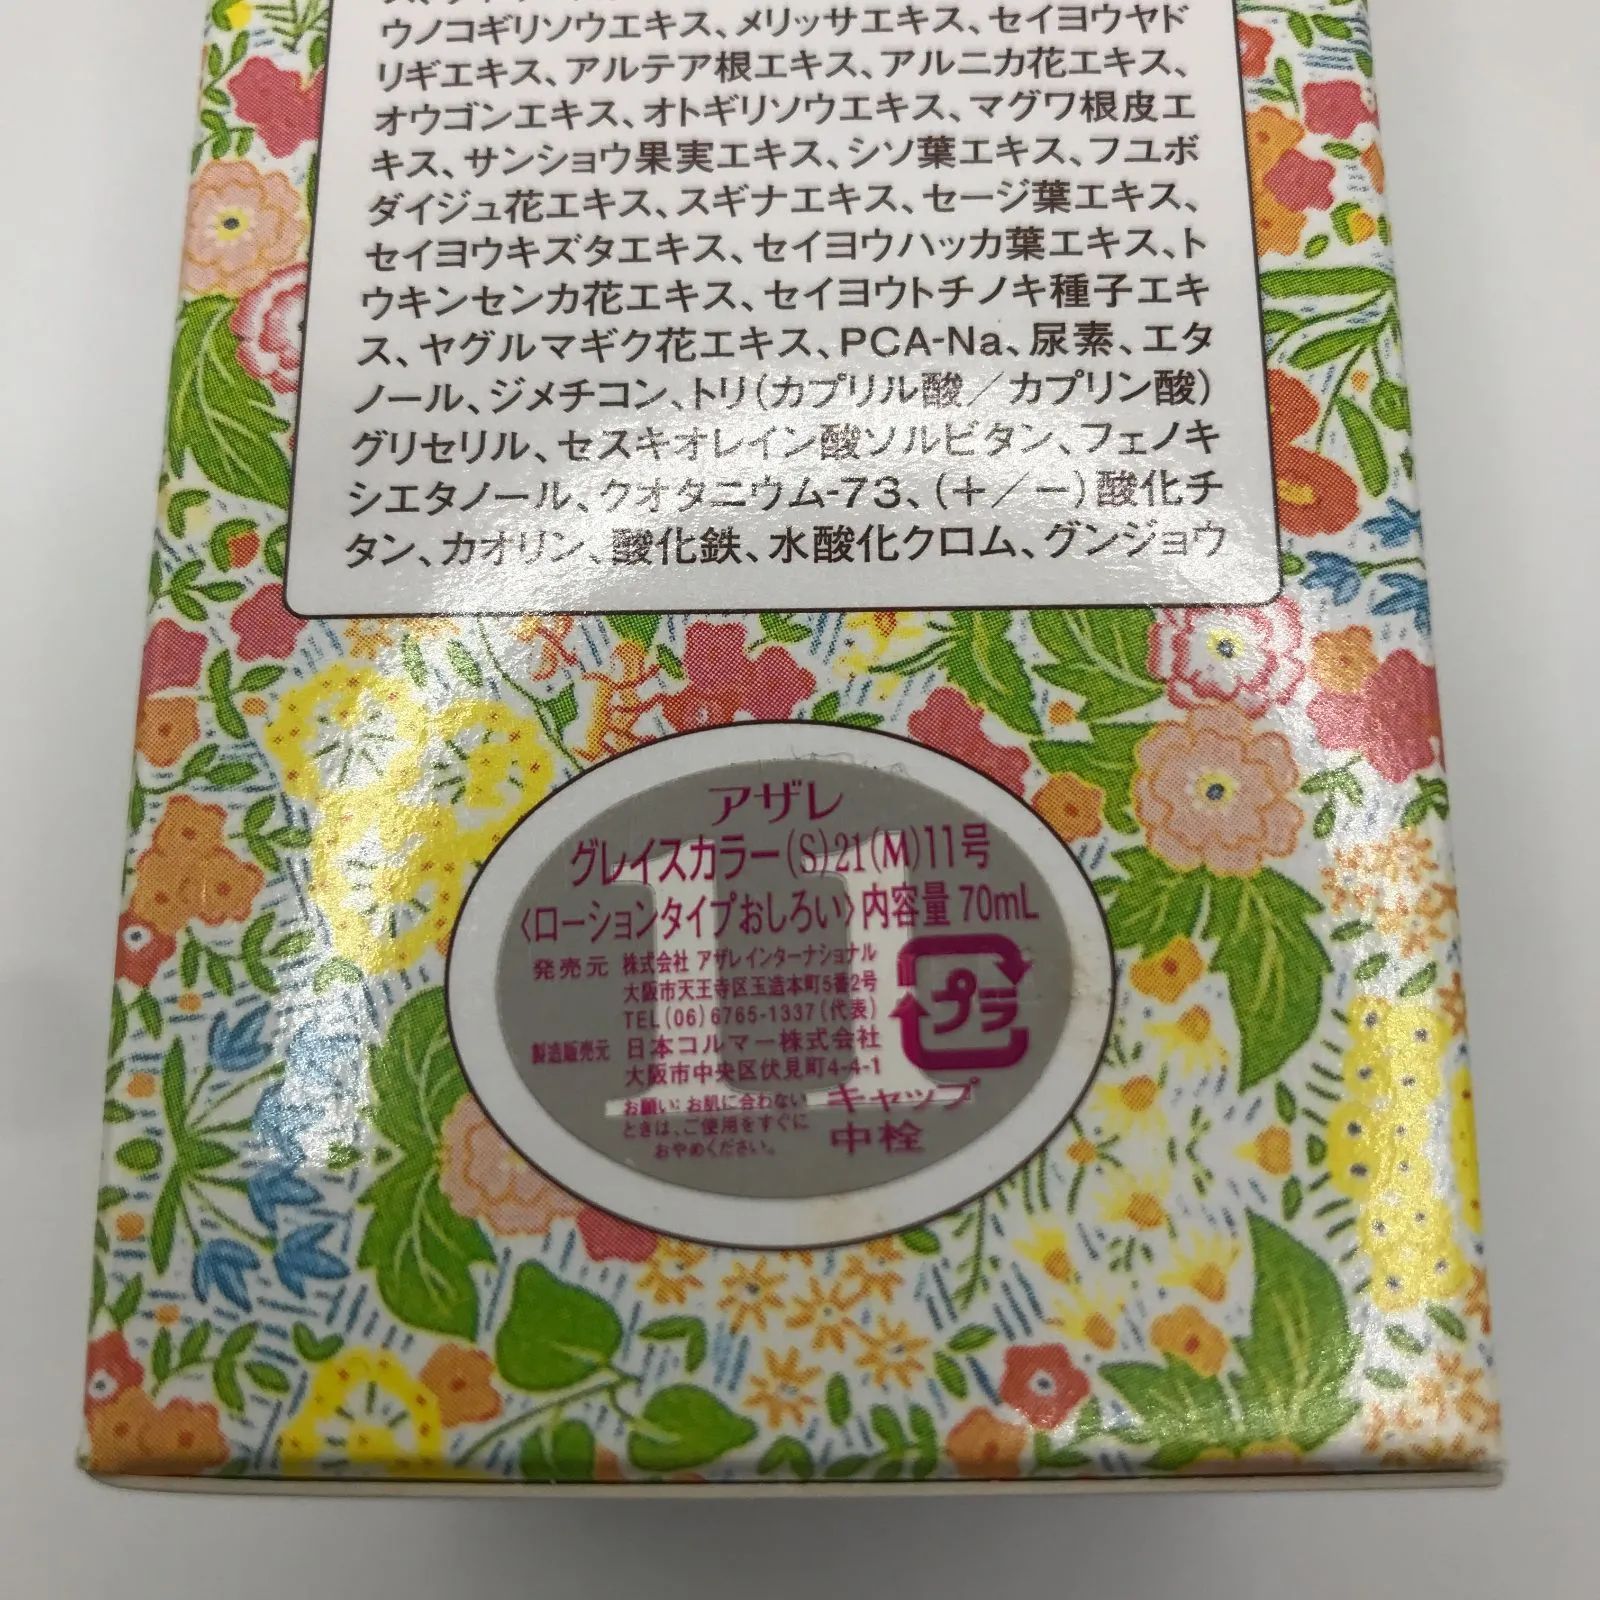 ウノコギリソウエキス、メリッサエキス、セイヨウヤド
リギエキス、アルテア根エキス、アルニカ花エキス、
オウゴンエキス、オトギリソウエキス、マグワ根皮エ
キス、サンショウ果実エキス、シソ葉エキス、フユボ
ダイジュ花エキス、スギナエキス、セージ葉エキス、
セイヨウキズタエキス、セイヨウハッカ葉エキス、ト
ウキンセンカ花エキス、セイヨウトチノキ種子エキ
ス、ヤグルマギク花エキス、PCA-Na、尿素、エタ
ノール、ジメチコン、トリ(カプリル酸／カプリン酸)
グリセリル、セスキオレイン酸ソルビタン、フェノキ
シエタノール、クオタニウム-73、(＋／－)酸化チ
タン、カオリン、酸化鉄、水酸化クロム、グンジョウ
アザレ
グレイスカラー(S)21(M)11号
〈ローションタイプおしろい〉内容量 70mL
発売元 株式会社 アザレインターナショナル
大阪市天王寺区玉造本町5番2号
TEL(06)6765-1337(代表)
製造販売元 日本コルマー株式会社
大阪市中央区伏見町4-4-1
お願い:お肌に合わない
ときは、ご使用をすぐに
おやめください。
プラ
キャップ
中栓
11